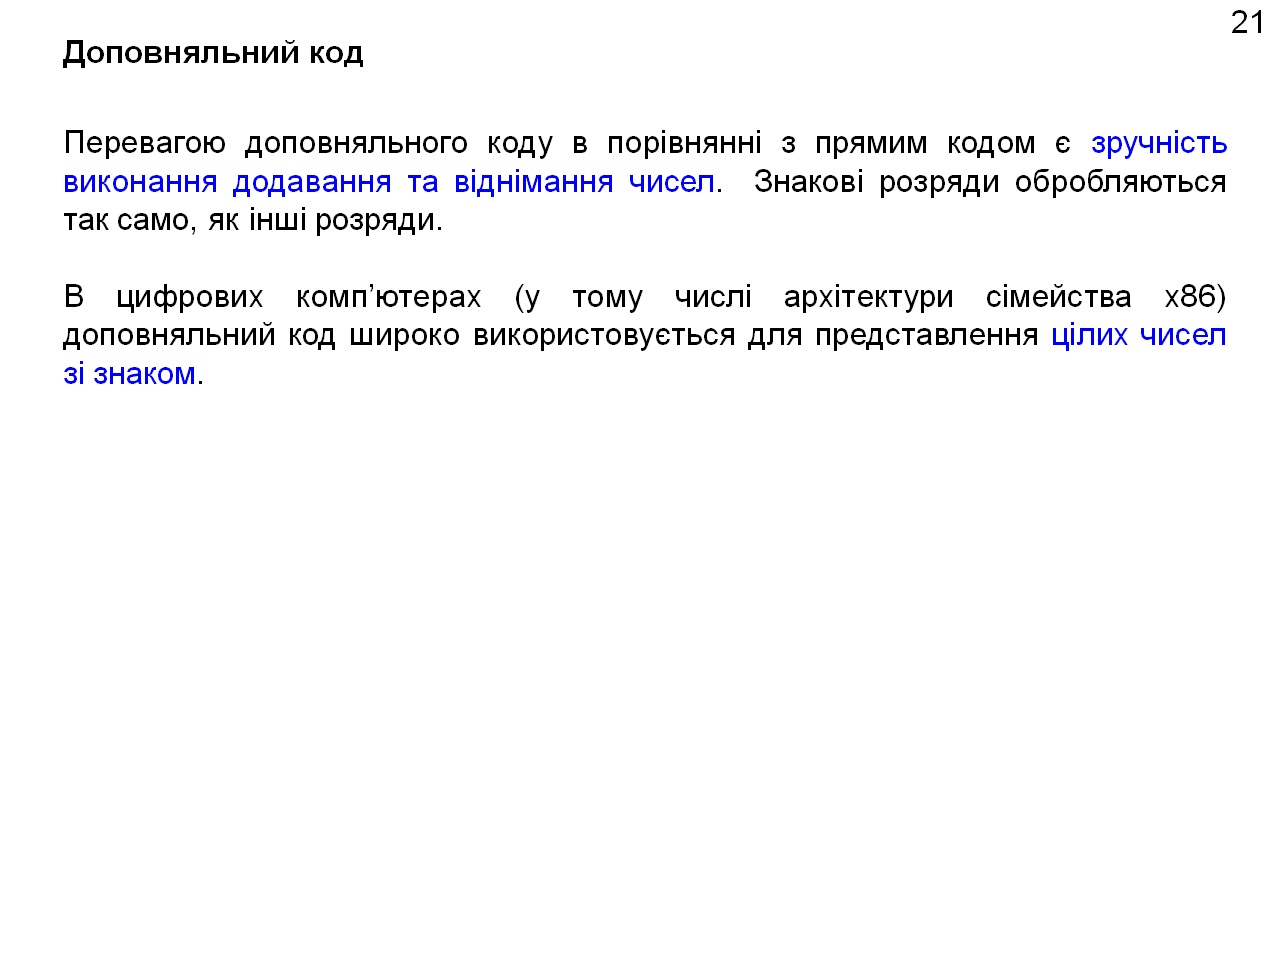 21
Доповняльний код
Перевагою доповняльного коду в порівнянні з прямим кодом є зручність
виконання додавання та віднімання чисел. Знакові розряди обробляються
так само, як інші розряди.
В цифрових комп’ютерах (у тому числі архітектури сімейства x86)
доповняльний код широко використовується для представлення цілих чисел
зі знаком.